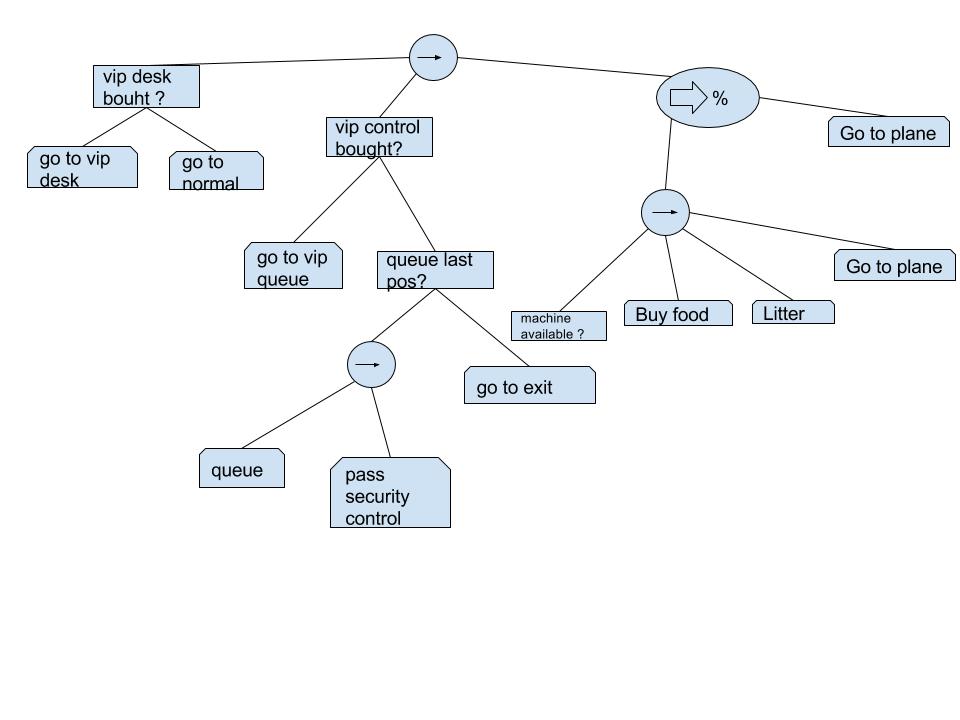 vip desk
bouht ?
%
vip control
bought?
Go to plane
go to vip
desk
go to
normal
go to vip
queue
queue last
pos?
Go to plane
machine
available ?
Buy food
Litter
go to exit
queue
pass
security
control